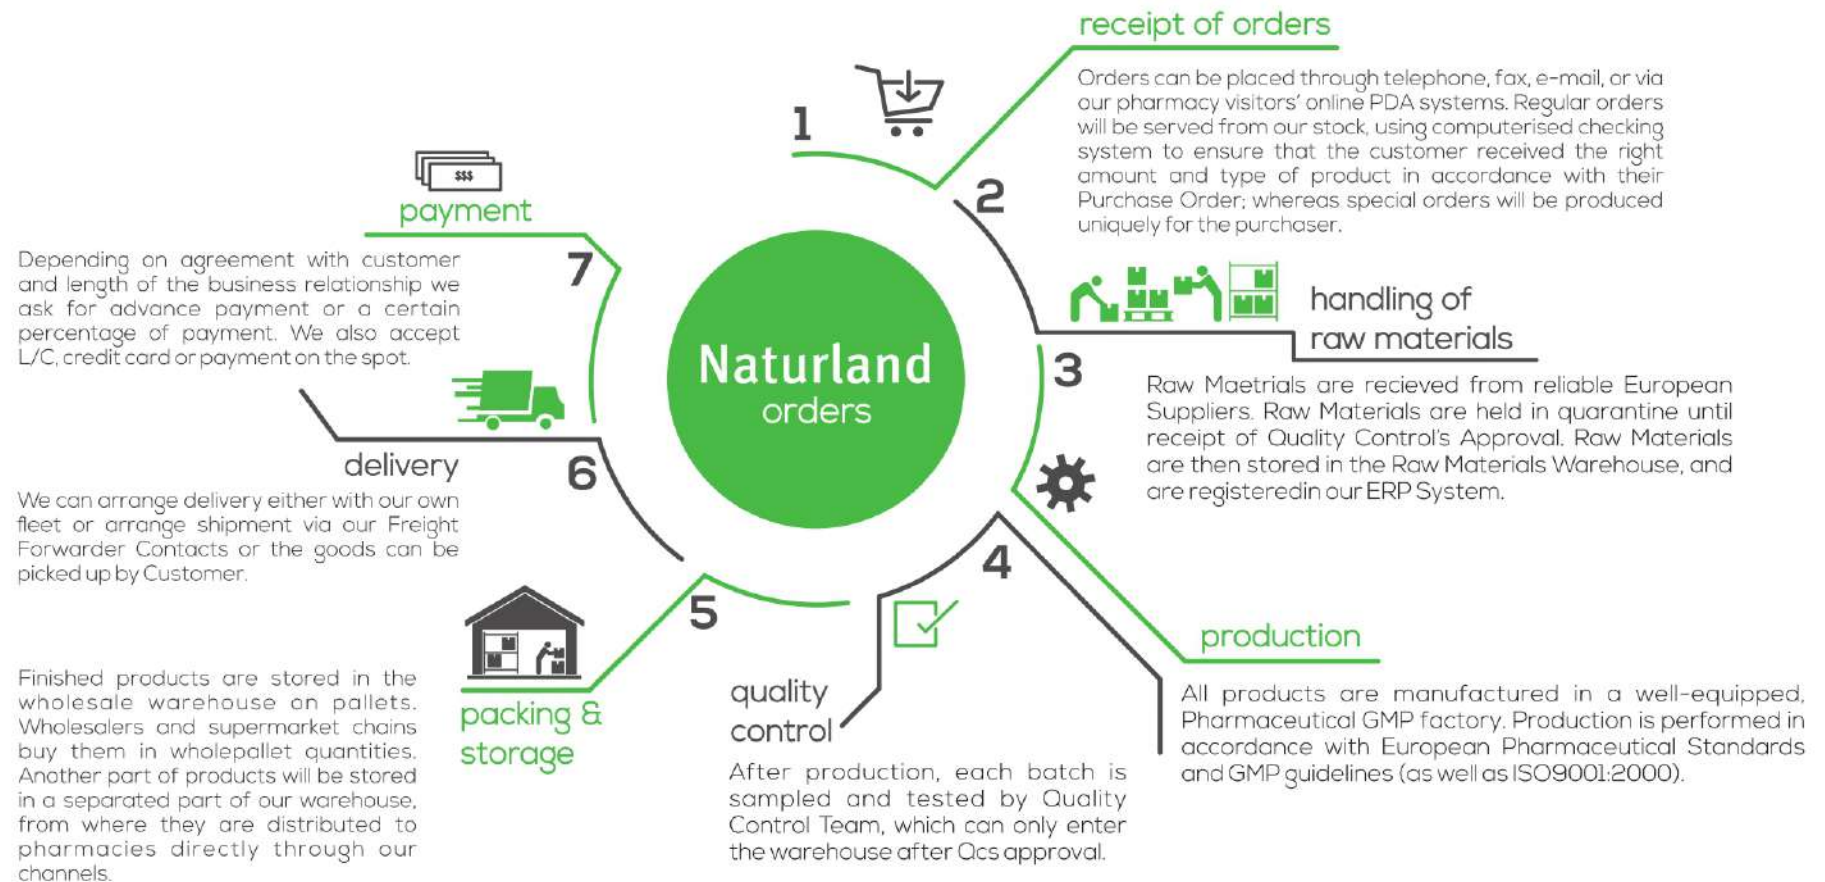 1
receipt of orders
Orders can be placed through telephone, fax, e-mail, or via
our pharmacy visitors' online PDA systems. Regular orders
will be served from our stock, using computerised checking
system to ensure that the customer received the right
amount and type of product in accordance with their
Purchase Order; whereas special orders will be produced
uniquely for the purchaser.
2
handling of
raw materials
Raw Maetrials are recieved from reliable European
Suppliers. Raw Materials are held in quarantine until
receipt of Quality Control's Approval. Raw Materials
are then stored in the Raw Materials Warehouse, and
are registeredin our ERP System.
3
production
All products are manufactured in a well-equipped,
Pharmaceutical GMP factory. Production is performed in
accordance with European Pharmaceutical Standards
and GMP guidelines (as well as ISO9001:2000).
4
quality
control
After production, each batch is
sampled and tested by Quality
Control Team, which can only enter
the warehouse after Qcs approval.
5
packing &
storage
Finished products are stored in the
wholesale warehouse on pallets.
Wholesalers and supermarket chains
buy them in wholepallet quantities.
Another part of products will be stored
in a separated part of our warehouse,
from where they are distributed to
pharmacies directly through our
channels.
6
delivery
We can arrange delivery either with our own
fleet or arrange shipment via our Freight
Forwarder Contacts or the goods can be
picked up by Customer.
7
$$$
payment
Depending on agreement with customer
and length of the business relationship we
ask for advance payment or a certain
percentage of payment. We also accept
L/C, credit card or payment on the spot.
Naturland
orders